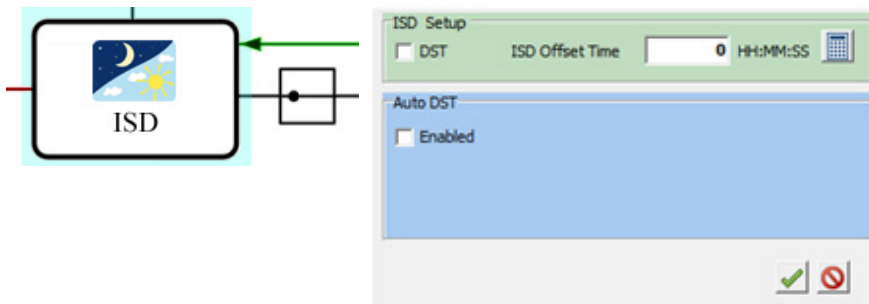 ISD
ISD Setup
DST ISD Offset Time 0 HH:MM:SS
Auto DST
Enabled